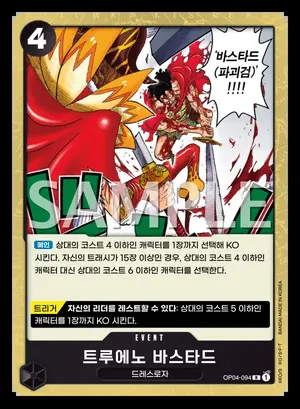 4
'바스타드
(파괴검)'
!!!!
SAMPLE
메인 상대의 코스트 4 이하인 캐릭터를 1장까지 선택해 KO
시킨다. 자신의 트래시가 15장 이상인 경우, 상대의 코스트 4 이하인
캐릭터 대신 상대의 코스트 6 이하인 캐릭터를 선택한다.
트리거 자신의 리더를 레스트할 수 있다: 상대의 코스트 5 이하인
캐릭터를 1장까지 KO 시킨다.
EVENT
트루에노 바스타드
드레스로자
OP04-094 R 1
BANDAI MADE IN KOREA